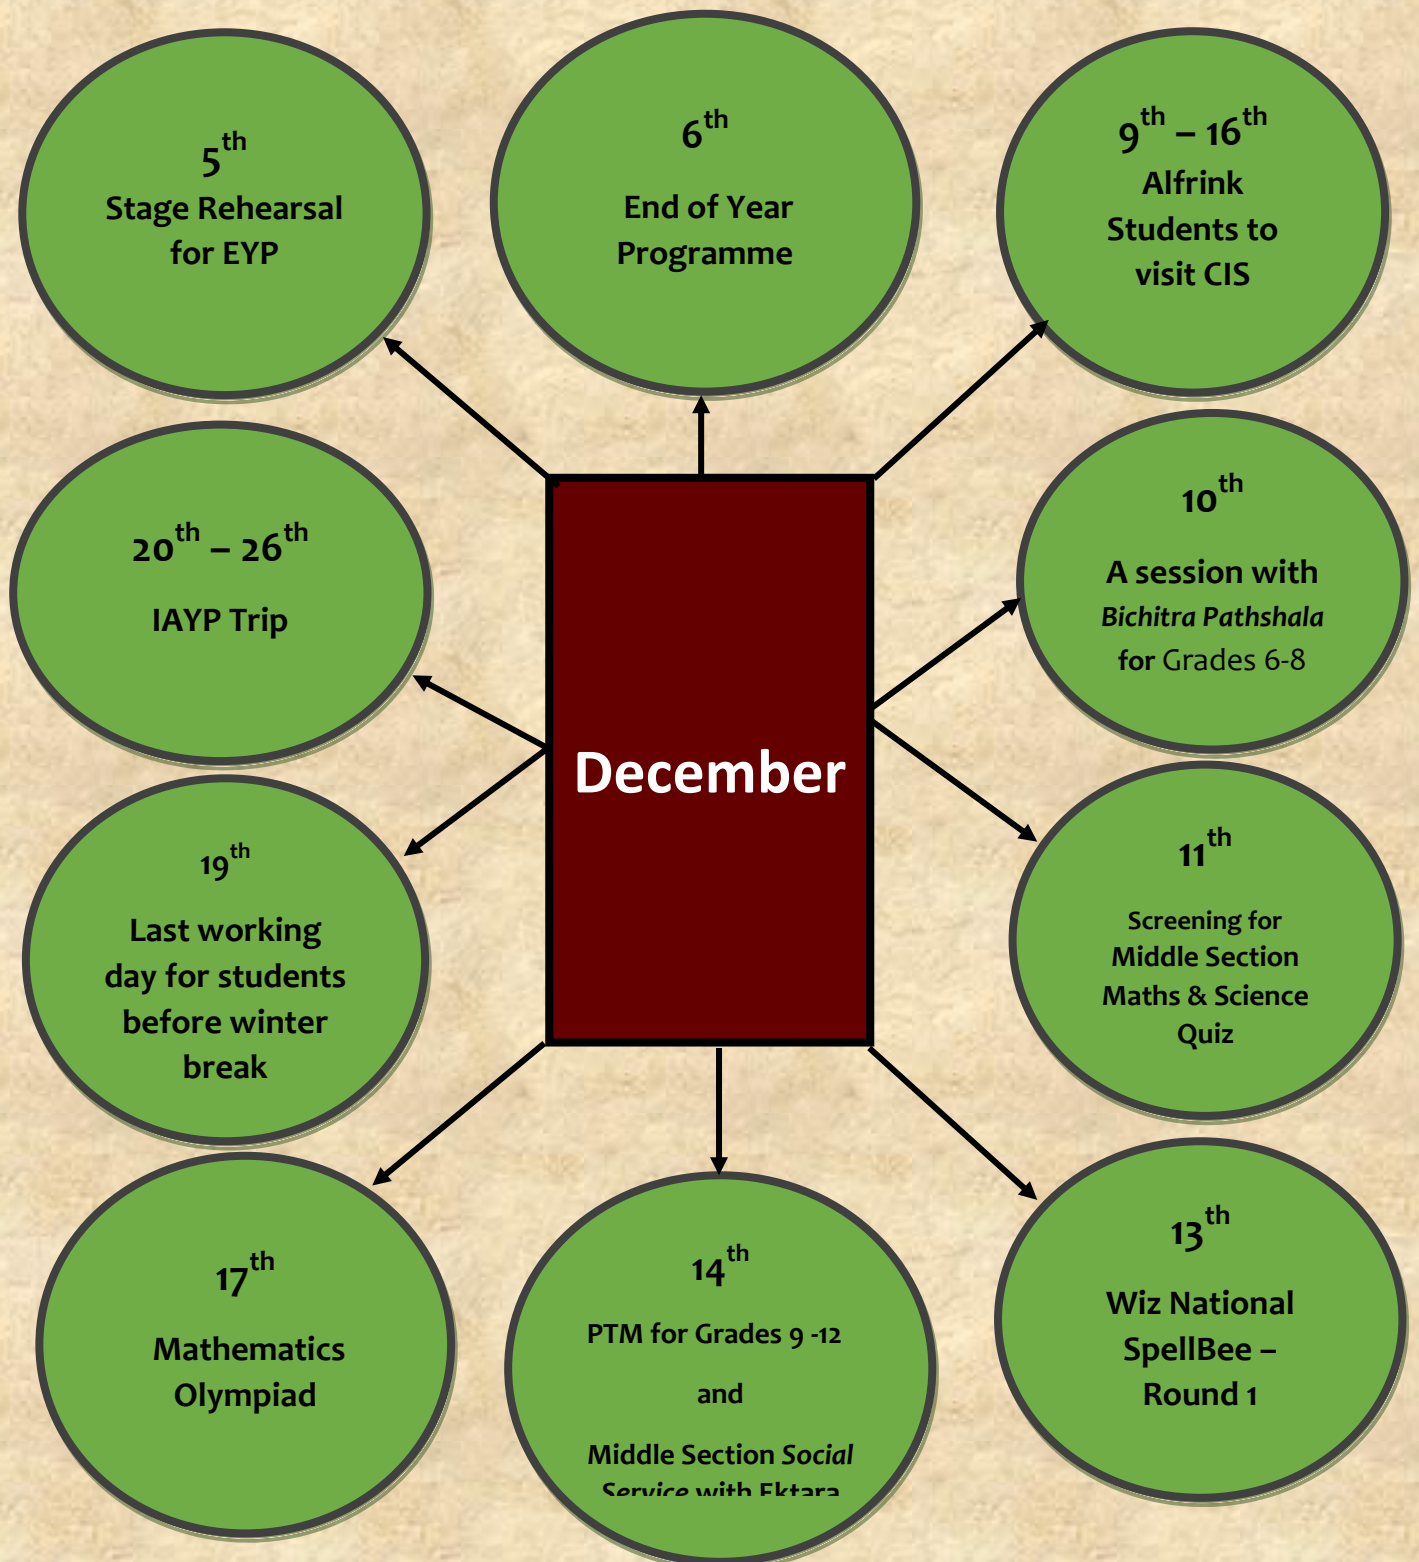 5th
Stage Rehearsal
for EYP
6th
End of Year
Programme
9th – 16th
Alfrink
Students to
visit CIS
20th – 26th
IAYP Trip
December
10th
A session with
Bichitra Pathshala
for Grades 6-8
19th
Last working
day for students
before winter
break
11th
Screening for
Middle Section
Maths & Science
Quiz
17th
Mathematics
Olympiad
14th
PTM for Grades 9 -12
and
Middle Section Social
Service with Ektara
13th
Wiz National
SpellBee –
Round 1